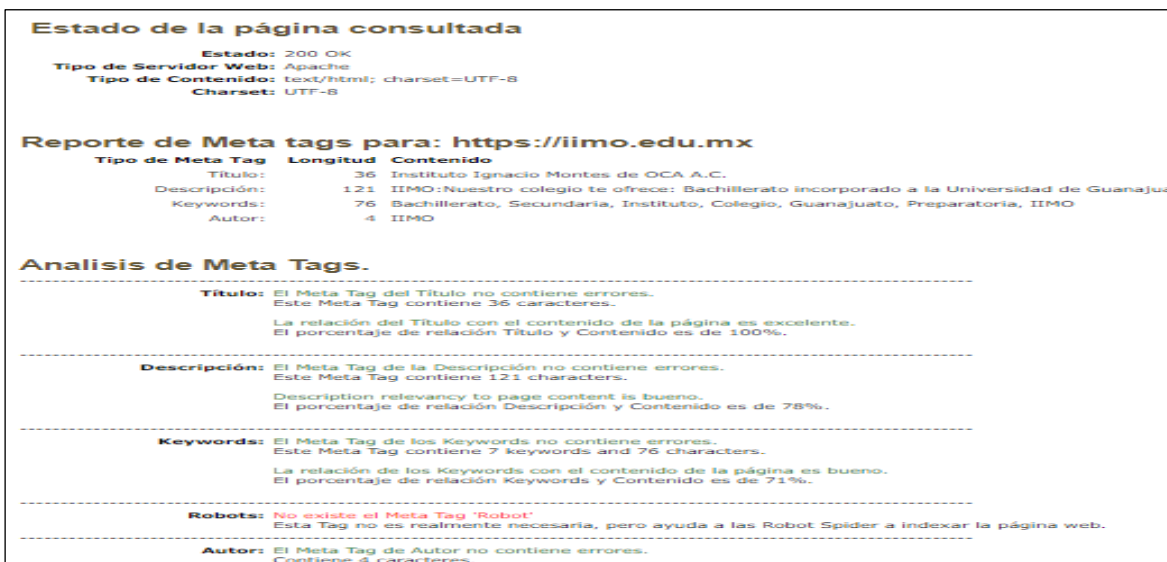 Estado de la página consultada
Estado: 200 OK
Tipo de Servidor Web: Apache
Tipo de Contenido: text/html; charset=UTF-8
Charset: UTF-8
Reporte de Meta tags para: https://iimo.edu.mx
Tipo de Meta Tag Longitud Contenido
Título: 36 Instituto Ignacio Montes de OCA A.C.
Descripción: 121 IIMO:Nuestro colegio te ofrece: Bachillerato incorporado a la Universidad de Guanajua
Keywords: 76 Bachillerato, Secundaria, Instituto, Colegio, Guanajuato, Preparatoria, IIMO
Autor: 4 IIMO
Analisis de Meta Tags.
Título: El Meta Tag del Título no contiene errores.
Este Meta Tag contiene 36 caracteres.
La relación del Título con el contenido de la página es excelente.
El porcentaje de relación Título y Contenido es de 100%.
Descripción: El Meta Tag de la Descripción no contiene errores.
Este Meta Tag contiene 121 characters.
Description relevancy to page content is bueno.
El porcentaje de relación Descripción y Contenido es de 78%.
Keywords: El Meta Tag de los Keywords no contiene errores.
Este Meta Tag contiene 7 keywords and 76 characters.
La relación de los Keywords con el contenido de la página es bueno.
El porcentaje de relación Keywords y Contenido es de 71%.
Robots: No existe el Meta Tag 'Robot'
Esta Tag no es realmente necesaria, pero ayuda a las Robot Spider a indexar la página web.
Autor: El Meta Tag de Autor no contiene errores.
Contiene 4 caracteres